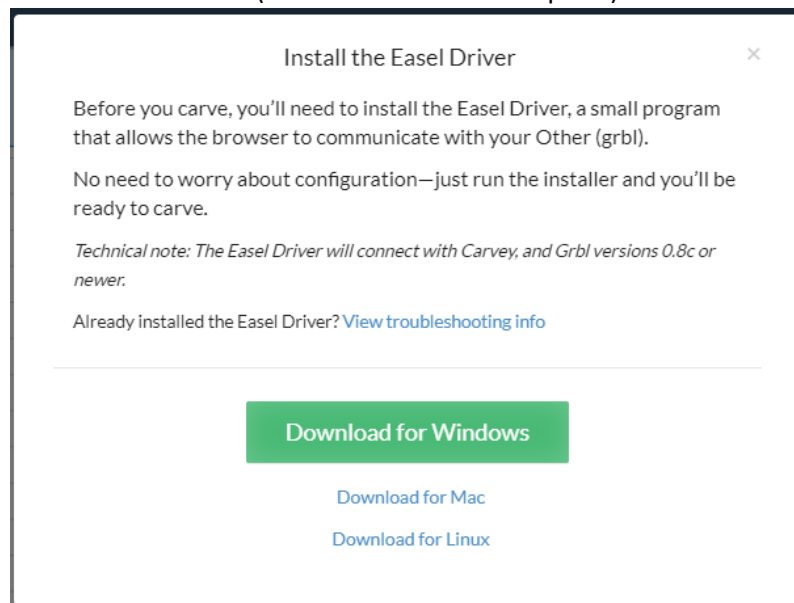 Install the Easel Driver
×
Before you carve, you'll need to install the Easel Driver, a small program
that allows the browser to communicate with your Other (grbl).
No need to worry about configuration—just run the installer and you'll be
ready to carve.
Technical note: The Easel Driver will connect with Carvey, and Grbl versions 0.8c or
newer.
Already installed the Easel Driver? View troubleshooting info
Download for Windows
Download for Mac
Download for Linux